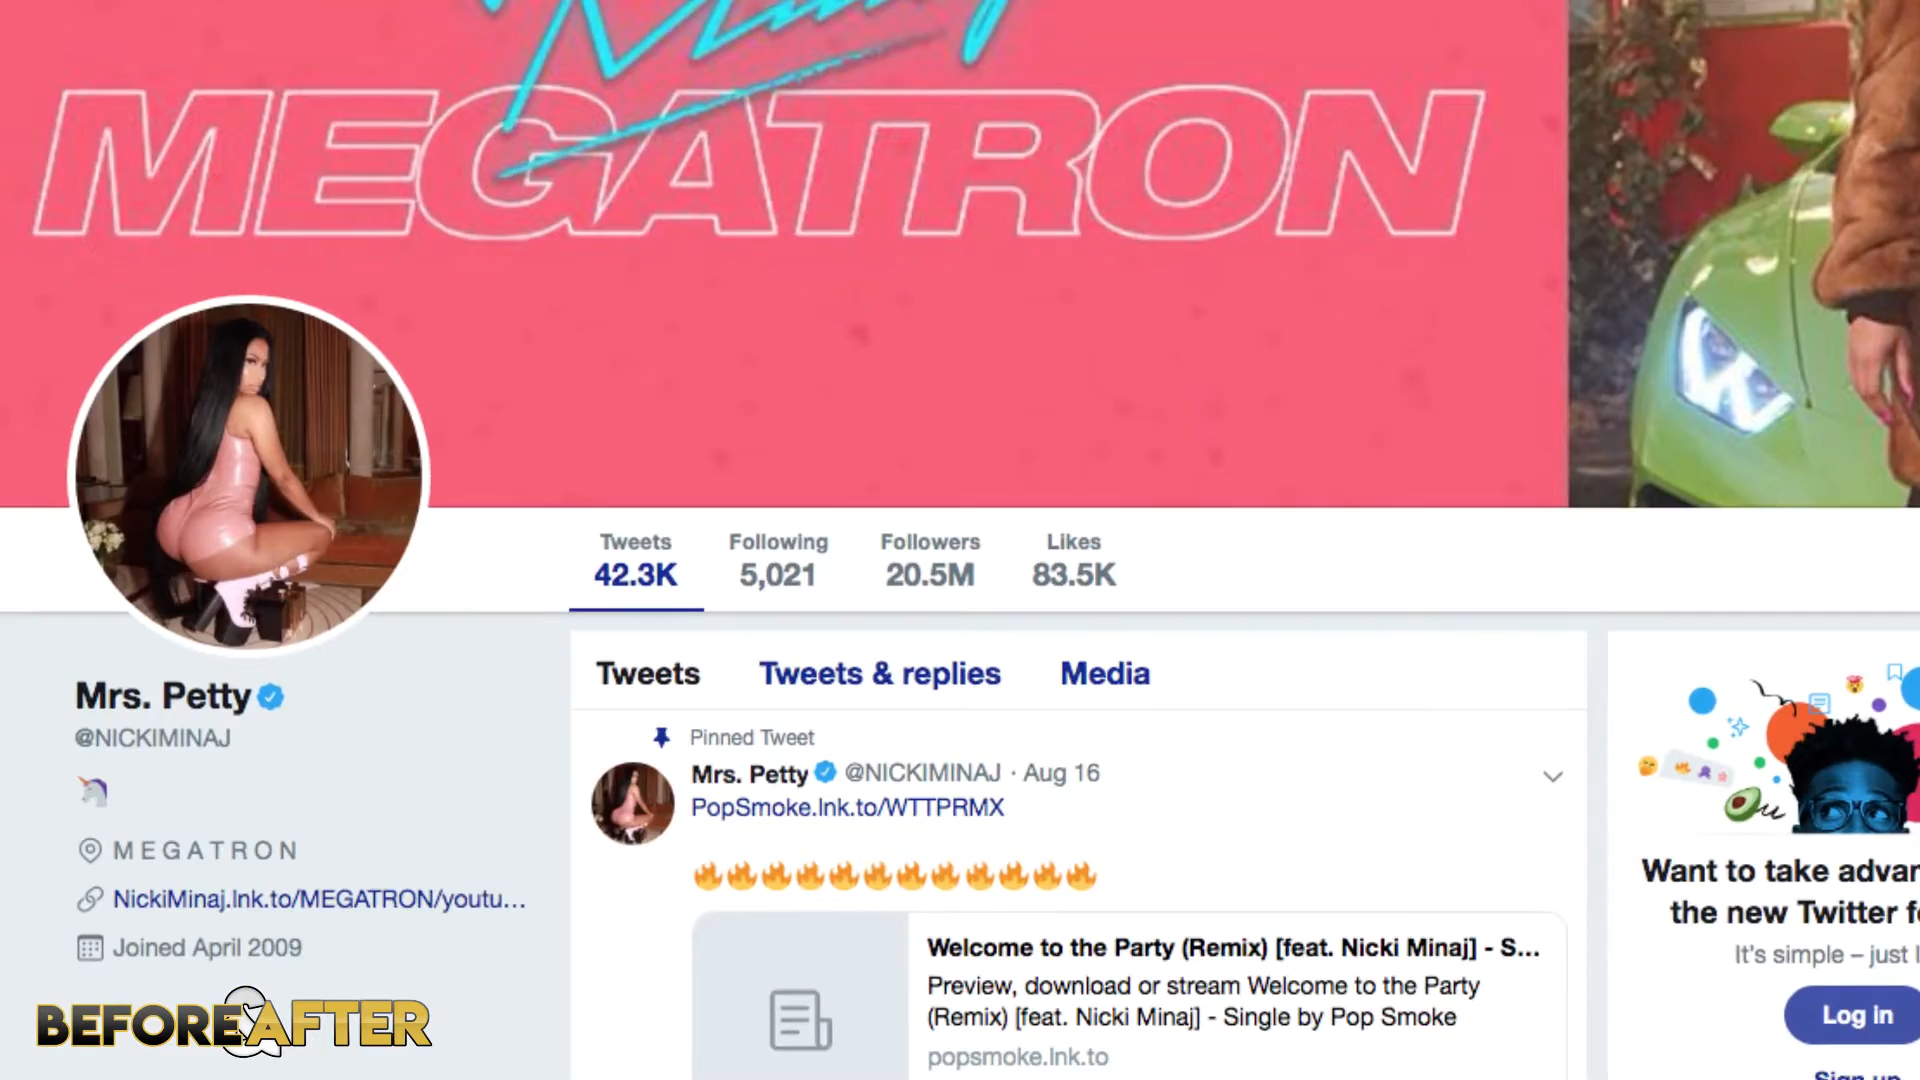 MEGATRON
Tweets
42.3K
Following
5,021
Followers
20.5M
Likes
83.5K
Mrs. Petty
@NICKIMINAJ
MEGATRON
NickiMinaj.lnk.to/MEGATRON/youtu...
Joined April 2009
BEFORE&AFTER
Tweets Tweets & replies Media
Pinned Tweet
Mrs. Petty @NICKIMINAJ · Aug 16
PopSmoke.lnk.to/WTTPRMX
Welcome to the Party (Remix) [feat. Nicki Minaj] - S...
Preview, download or stream Welcome to the Party
(Remix) [feat. Nicki Minaj] - Single by Pop Smoke
popsmoke.lnk.to
Want to take
the new Twitter
It's simple – just
Log in